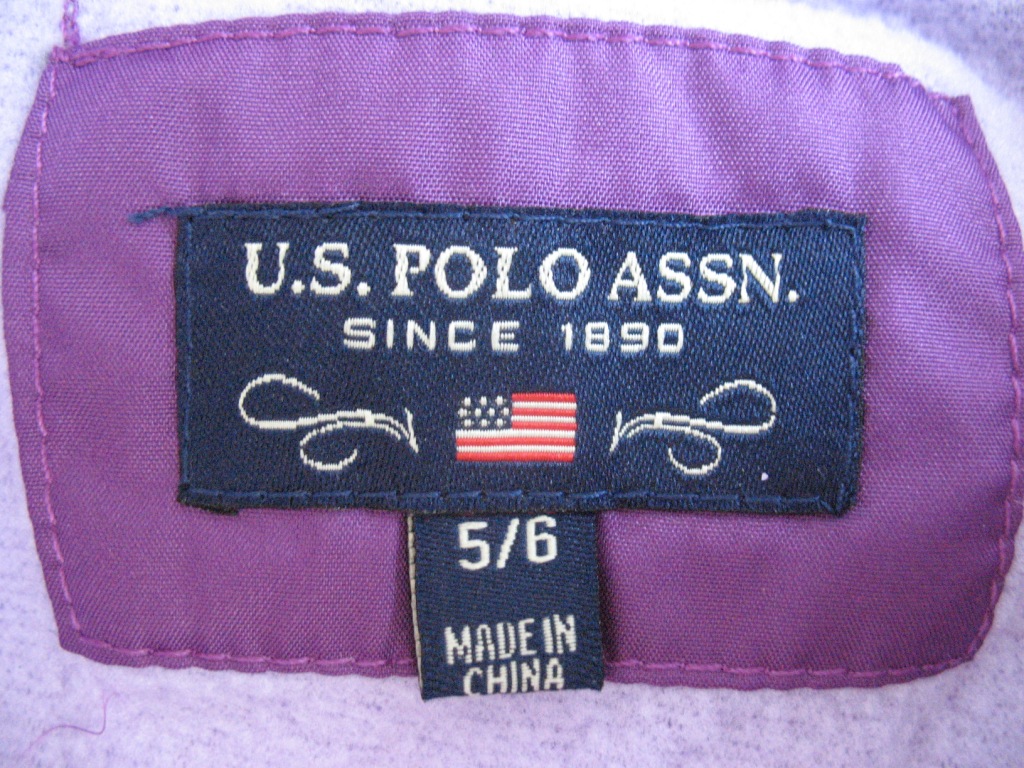 U.S. POLO ASSN.
SINCE 1890
5/6
MADE IN
CHINA